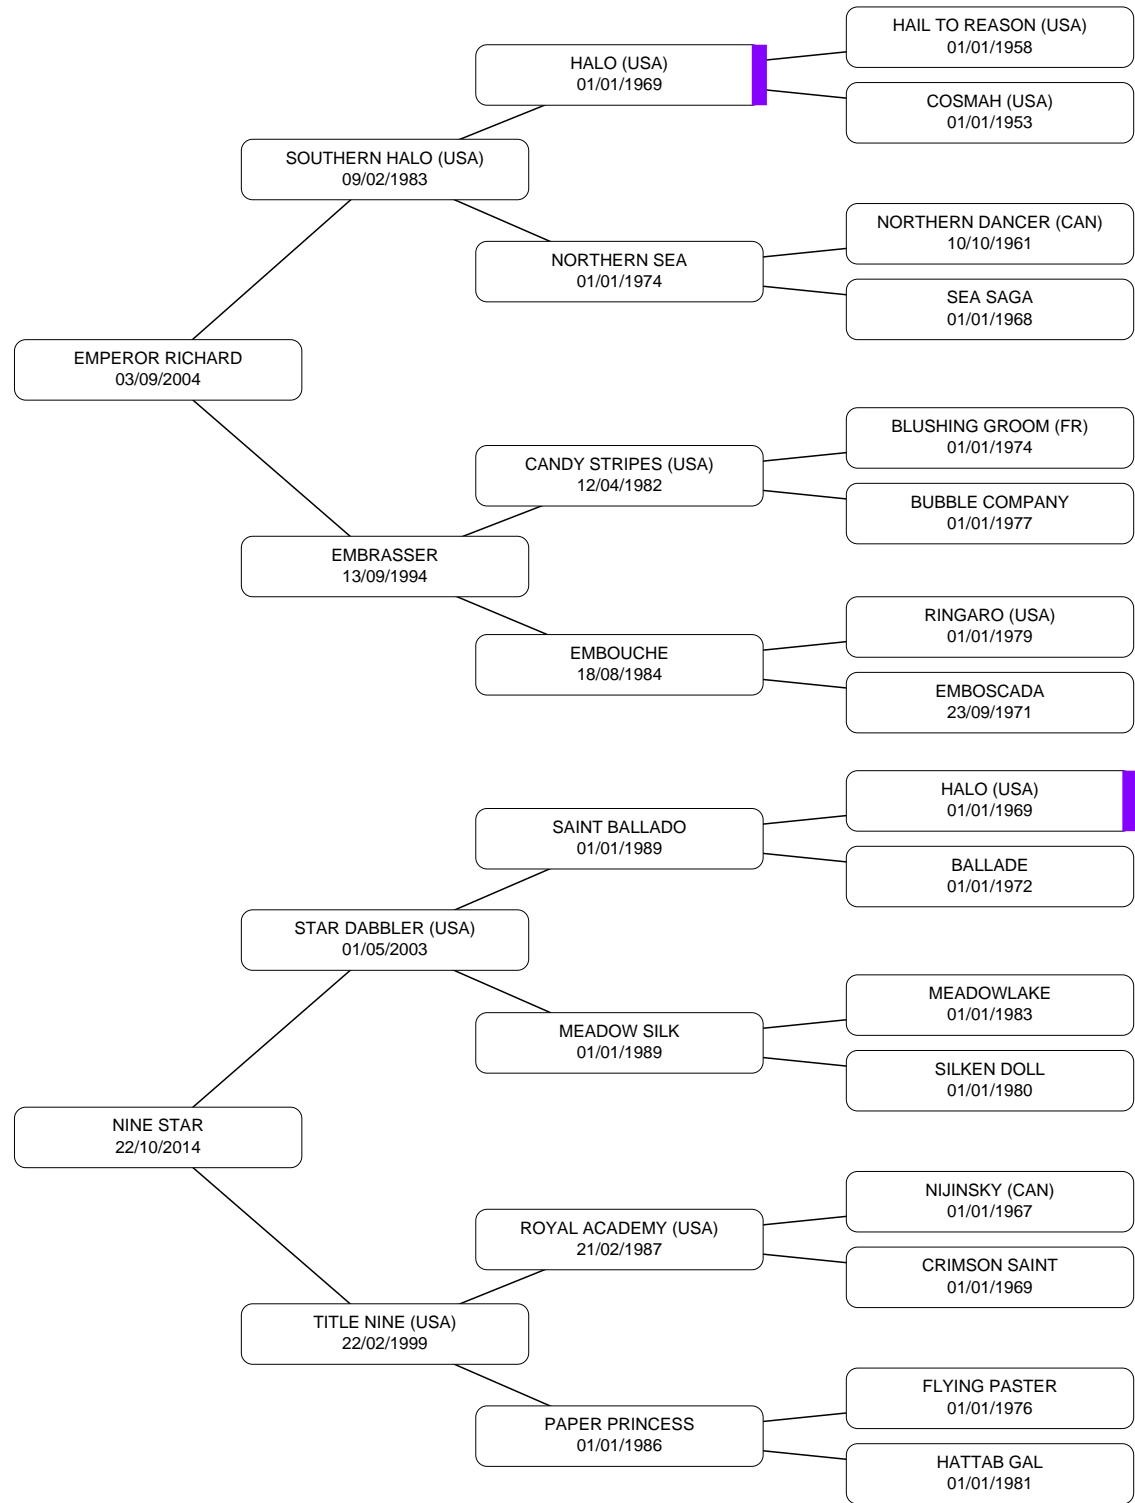 HAIL TO REASON (USA)
01/01/1958
HALO (USA)
01/01/1969
COSMAH (USA)
01/01/1953
SOUTHERN HALO (USA)
09/02/1983
NORTHERN DANCER (CAN)
10/10/1961
NORTHERN SEA
01/01/1974
SEA SAGA
01/01/1968
EMPEROR RICHARD
03/09/2004
BLUSHING GROOM (FR)
01/01/1974
CANDY STRIPES (USA)
12/04/1982
BUBBLE COMPANY
01/01/1977
EMBRASSER
13/09/1994
RINGARO (USA)
01/01/1979
EMBOUCHE
18/08/1984
EMBOSCADA
23/09/1971
HALO (USA)
01/01/1969
SAINT BALLADO
01/01/1989
BALLADE
01/01/1972
STAR DABBLER (USA)
01/05/2003
MEADOWLAKE
01/01/1983
MEADOW SILK
01/01/1989
SILKEN DOLL
01/01/1980
NINE STAR
22/10/2014
NIJINSKY (CAN)
01/01/1967
ROYAL ACADEMY (USA)
21/02/1987
CRIMSON SAINT
01/01/1969
TITLE NINE (USA)
22/02/1999
FLYING PASTER
01/01/1976
PAPER PRINCESS
01/01/1986
HATTAB GAL
01/01/1981